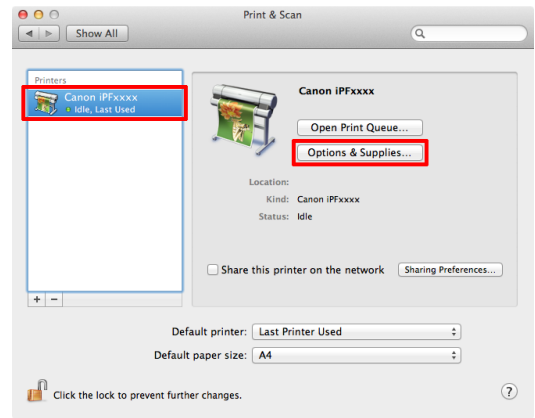 Print & Scan
Show All
Printers
Canon iPFxxxx
Idle, Last Used
Canon iPFxxxx
Open Print Queue...
Options & Supplies...
Location:
Kind: Canon iPFxxxx
Status: Idle
Share this printer on the network Sharing Preferences...
+ −
Default printer: Last Printer Used
Default paper size: A4
Click the lock to prevent further changes. ?